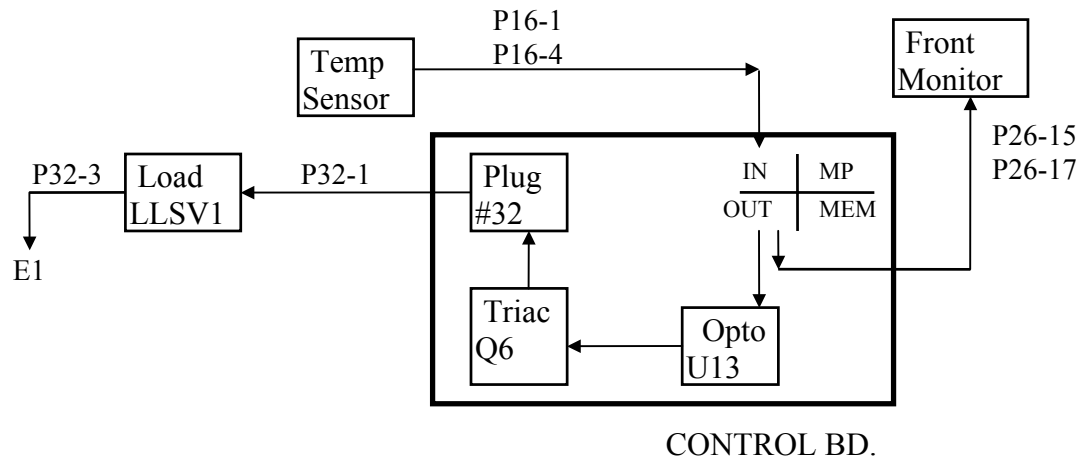 P16-1
P16-4
Temp
Sensor
Front
Monitor
P26-15
P26-17
P32-3
Load
LLSV1
P32-1
Plug
#32
IN
MP
OUT
MEM
E1
Triac
Q6
Opto
U13
CONTROL BD.